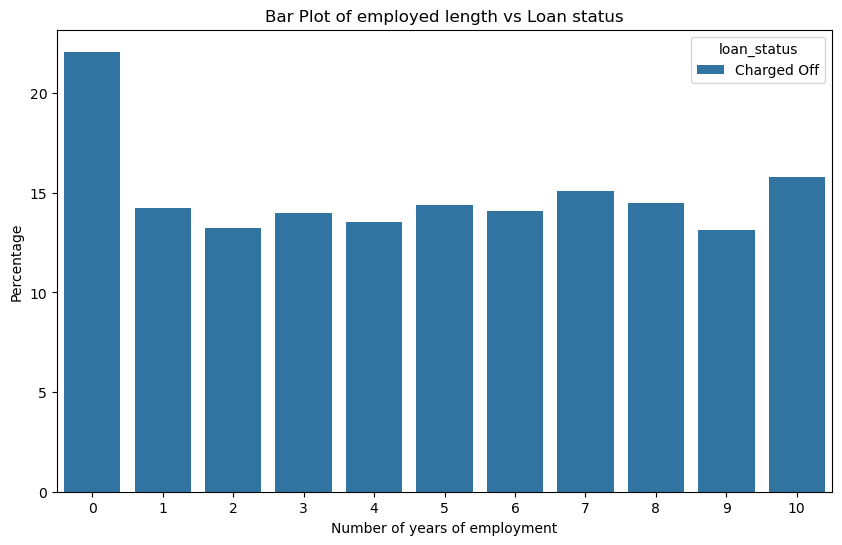 Bar Plot of employed length vs Loan status
loan_status
Charged Off
Percentage
20
15
10
5
0
0 1 2 3 4 5 6 7 8 9 10
Number of years of employment